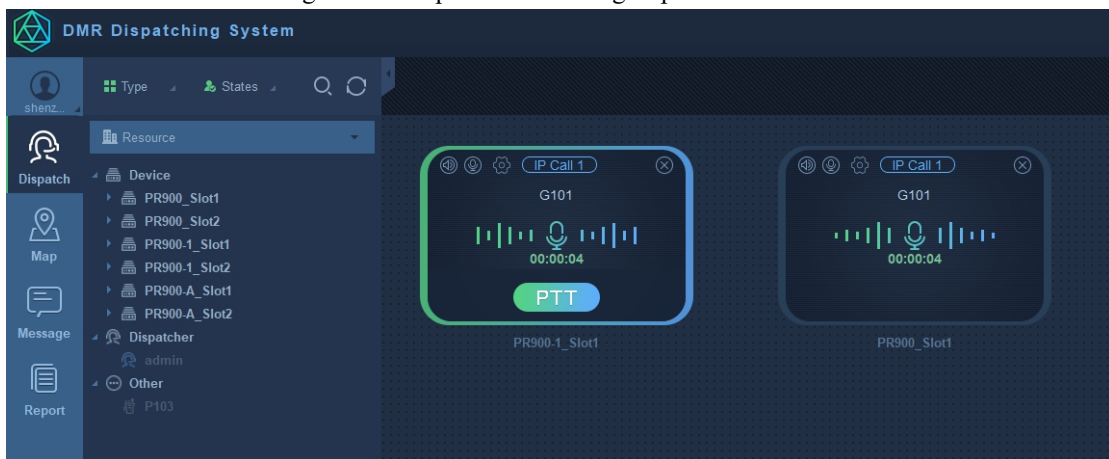 DMR Dispatching System
shenz...
Type
States
Resource
Dispatch
Device
PR900_Slot1
PR900_Slot2
PR900-1_Slot1
PR900-1_Slot2
PR900-A_Slot1
PR900-A_Slot2
Dispatcher
admin
Other
P103
Map
Message
Report
IP Call 1
G101
00:00:04
PTT
PR900-1_Slot1
IP Call 1
G101
00:00:04
PR900_Slot1